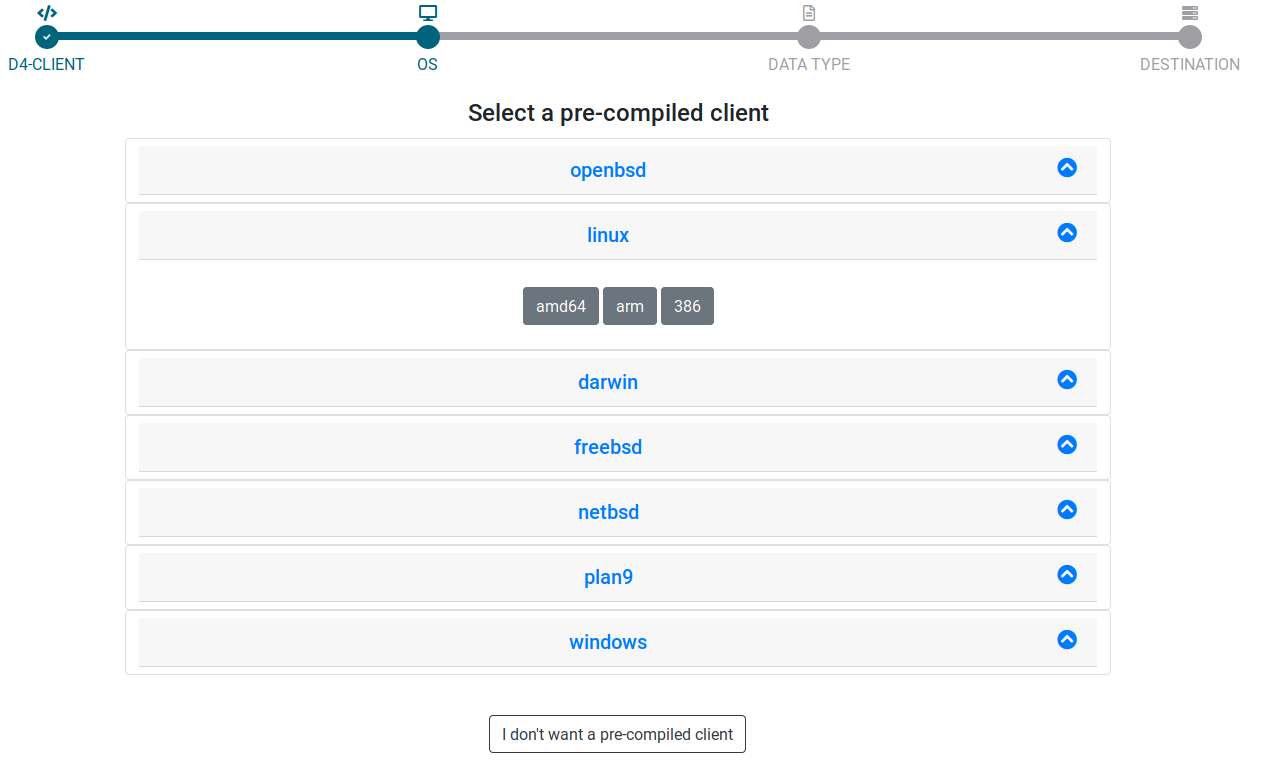 D4-CLIENT OS DATA TYPE DESTINATION
Select a pre-compiled client
openbsd
linux
amd64 arm 386
darwin
freebsd
netbsd
plan9
windows
I don't want a pre-compiled client